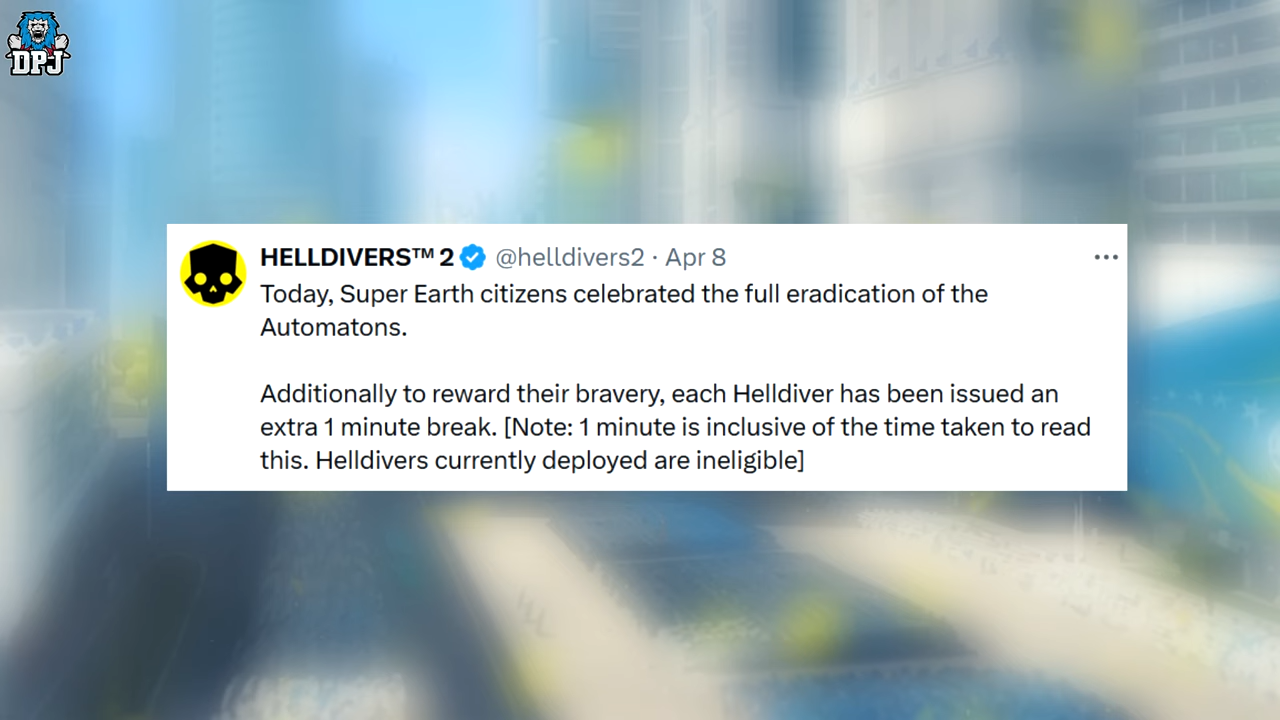 DPJ
HELLDIVERS™ 2 @helldivers2 · Apr 8
Today, Super Earth citizens celebrated the full eradication of the
Automatons.
Additionally to reward their bravery, each Helldiver has been issued an
extra 1 minute break. [Note: 1 minute is inclusive of the time taken to read
this. Helldivers currently deployed are ineligible]